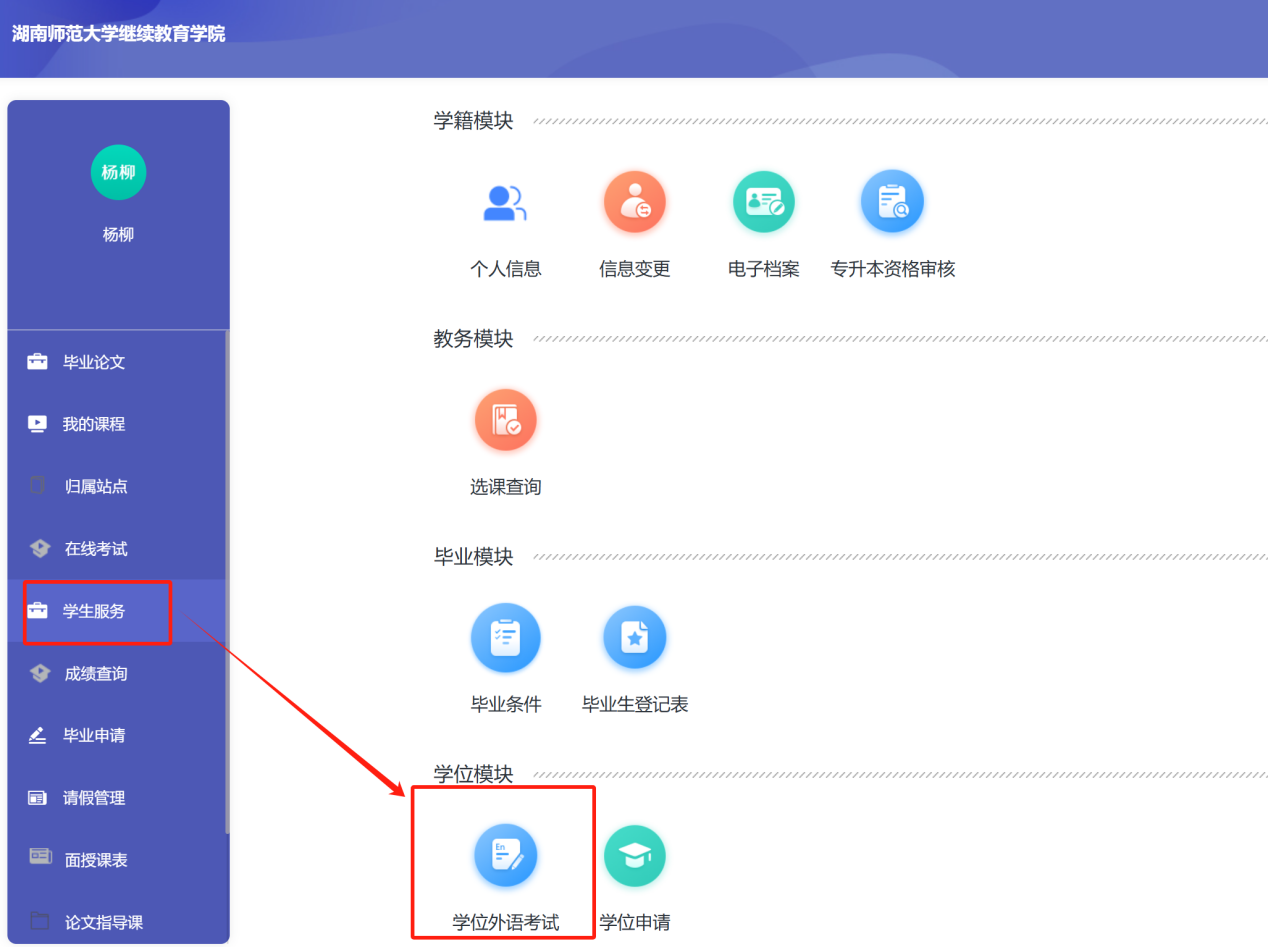 湖南师范大学继续教育学院
杨柳
杨柳
毕业论文
我的课程
归属站点
在线考试
学生服务
成绩查询
毕业申请
请假管理
面授课表
论文指导课
学籍模块
个人信息
信息变更
电子档案
专升本资格审核
教务模块
选课查询
毕业模块
毕业条件
毕业生登记表
学位模块
En
学位外语考试
学位申请